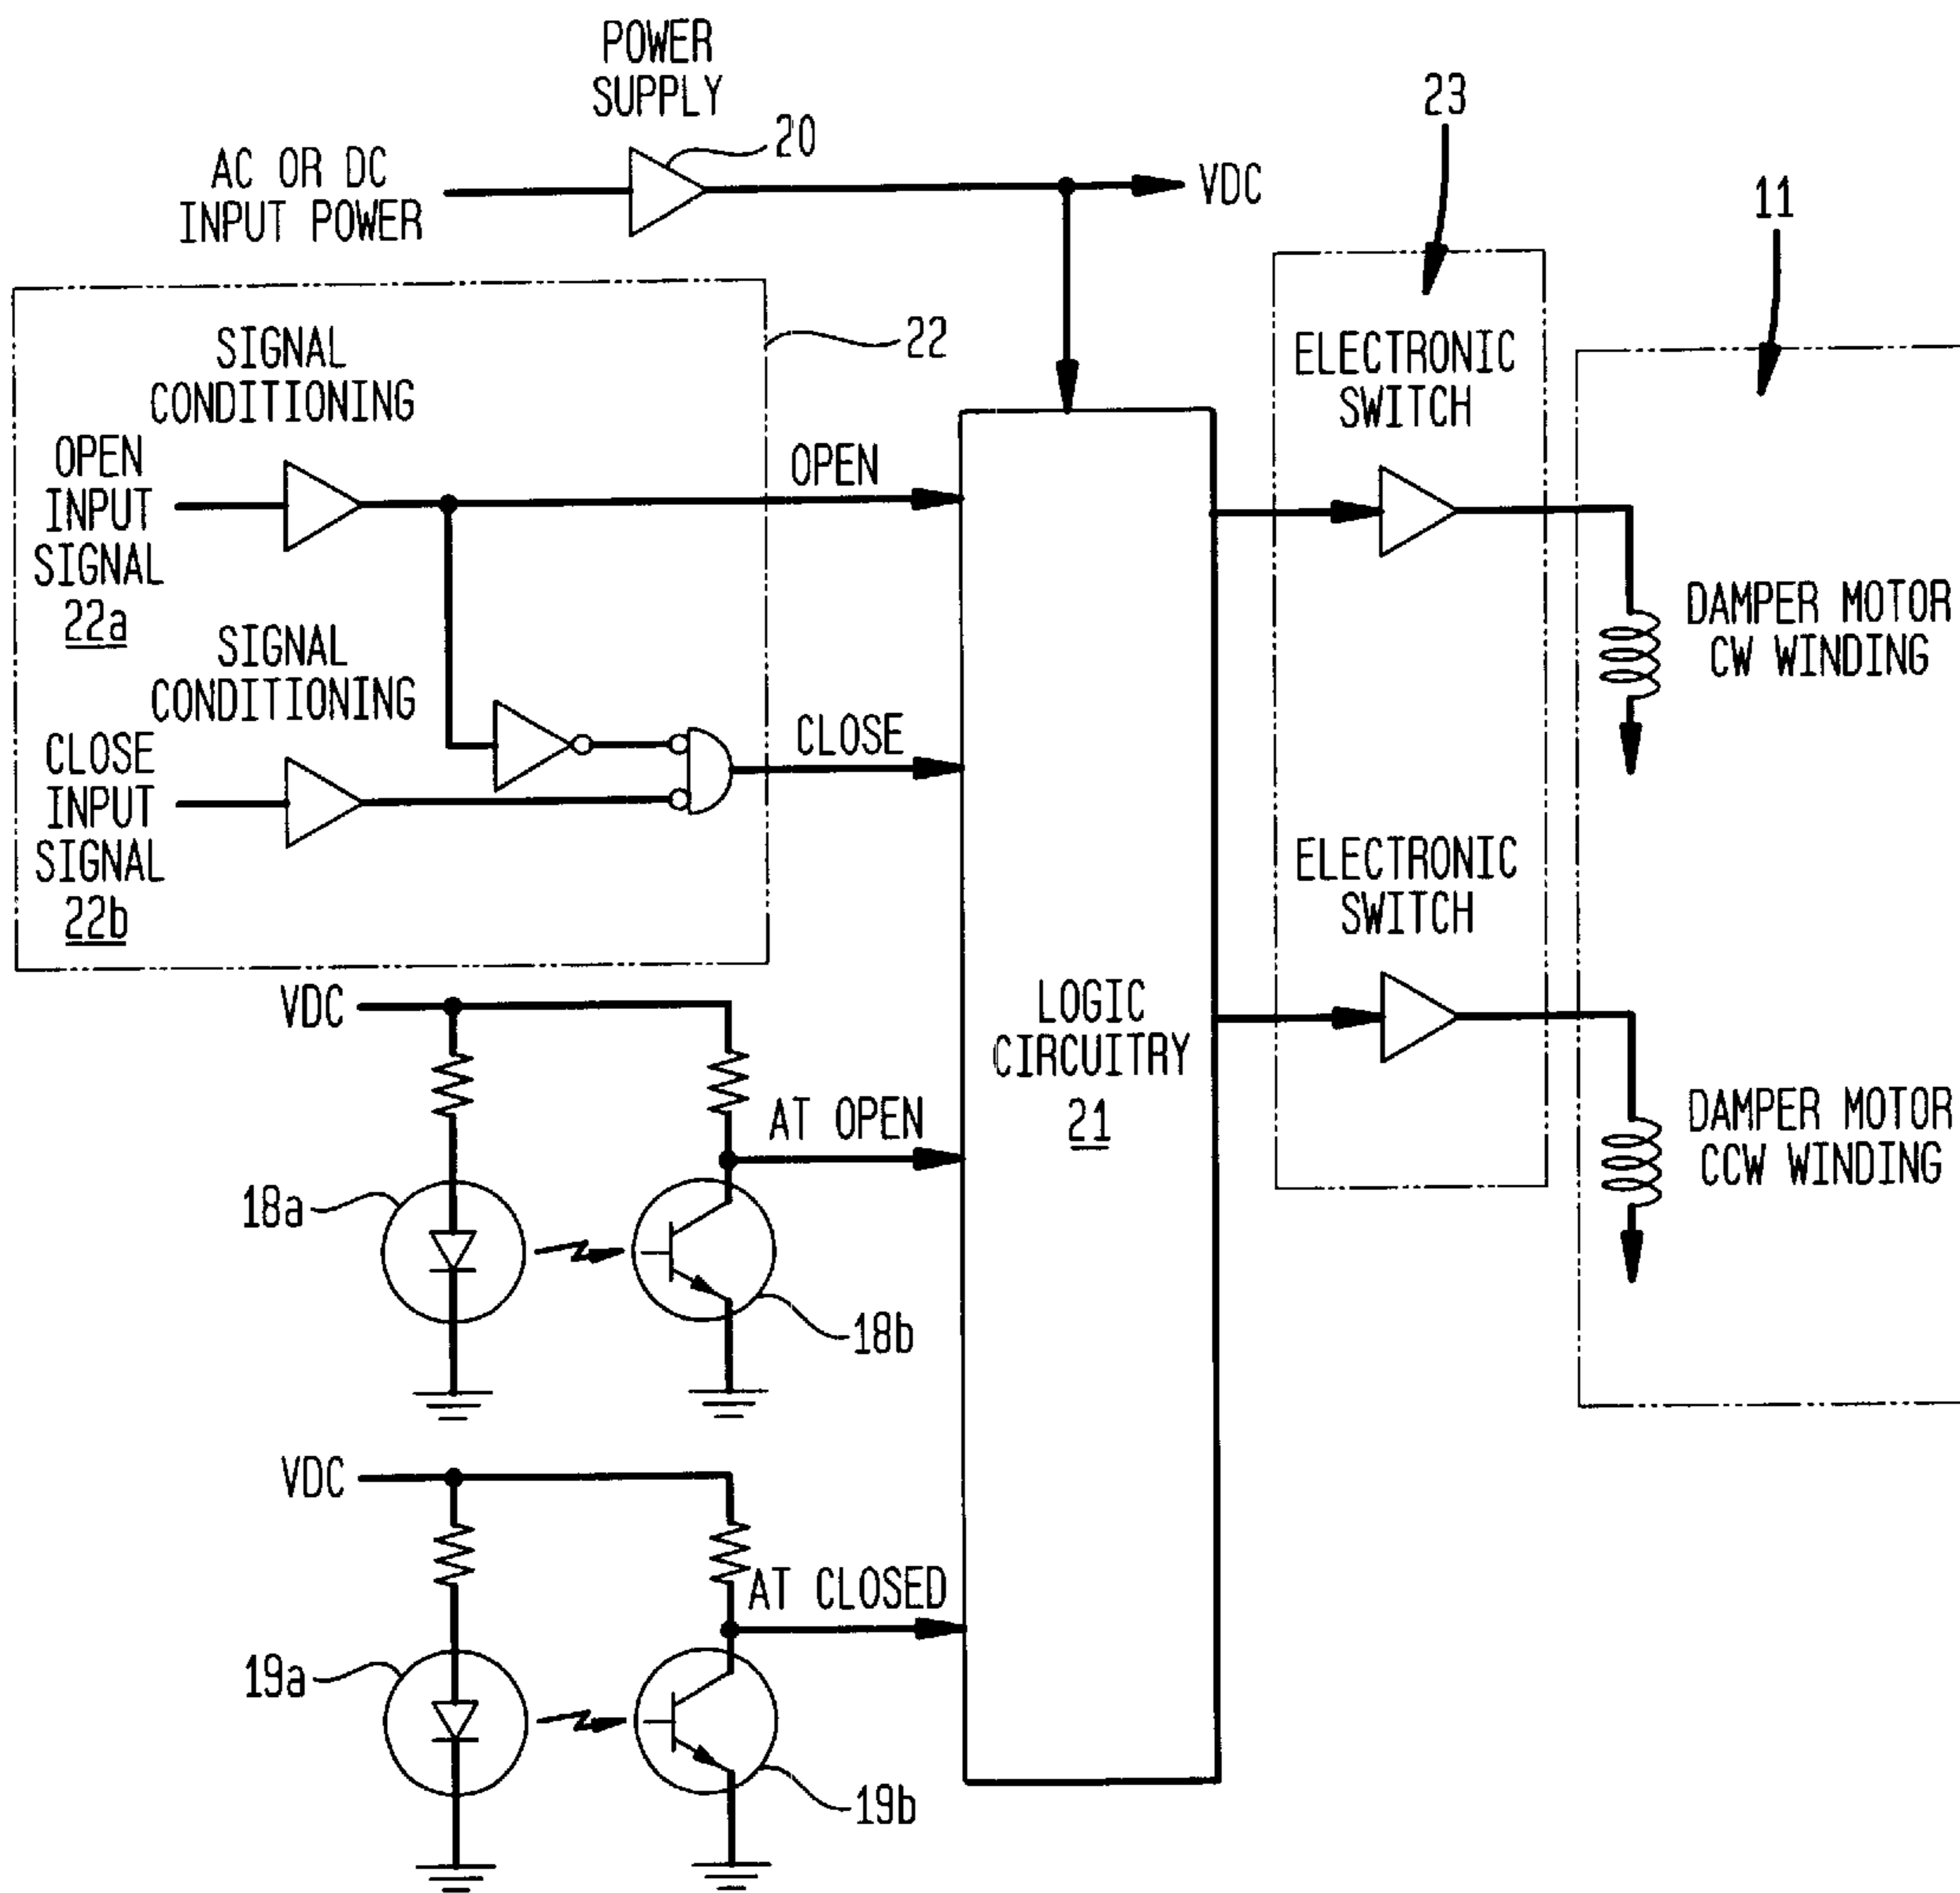 POWER
SUPPLY
20
23
AC OR DC
INPUT POWER
VDC
11
SIGNAL
CONDITIONING
22
ELECTRONIC
SWITCH
OPEN
INPUT
SIGNAL
22a
OPEN
DAMPER MOTOR
CW WINDING
SIGNAL
CONDITIONING
CLOSE
INPUT
SIGNAL
22b
CLOSE
ELECTRONIC
SWITCH
VDC
LOGIC
CIRCUITRY
21
AT OPEN
DAMPER MOTOR
CCW WINDING
18a
18b
VDC
AT CLOSED
19a
19b